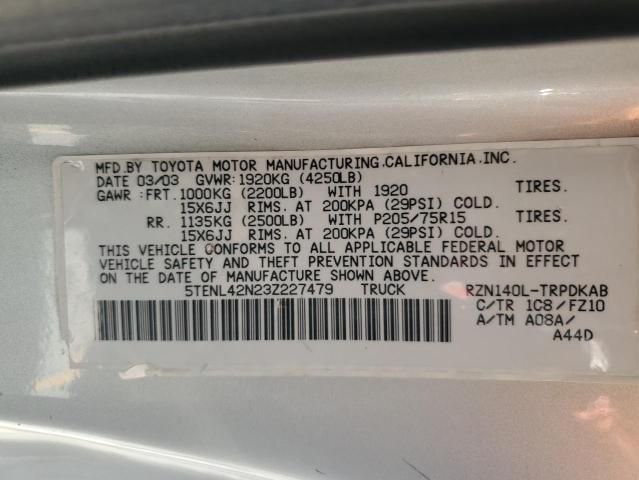 MFD.BY TOYOTA MOTOR MANUFACTURING,CALIFORNIA,INC.
DATE 03/03 GVWR:1920KG (4250LB)
GAWR :FRT.1000KG (2200LB) WITH 1920 TIRES.
15X6JJ RIMS. AT 200KPA (29PSI) COLD.
RR. 1135KG (2500LB) WITH P205/75R15 TIRES.
15X6JJ RIMS. AT 200KPA (29PSI) COLD.
THIS VEHICLE CONFORMS TO ALL APPLICABLE FEDERAL MOTOR
VEHICLE SAFETY AND THEFT PREVENTION STANDARDS IN EFFECT
ON THE DATE OF MANUFACTURE SHOWN ABOVE.
5TENL42N23Z227479 TRUCK RZN140L-TRPDKAB
C/TR 1C8/FZ10
A/TM A08A/
A44D